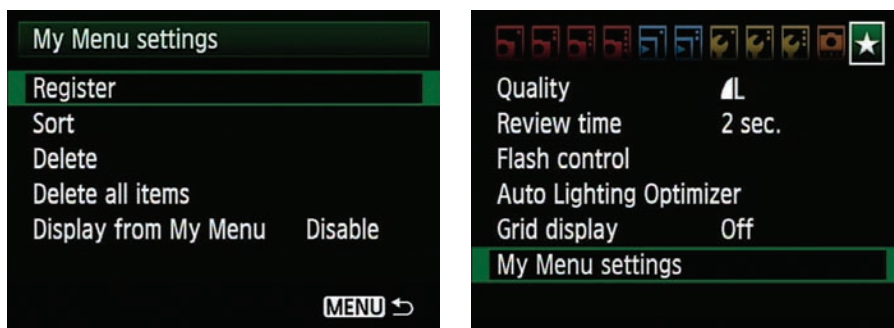 My Menu settings
Register
Sort
Delete
Delete all items
Display from My Menu Disable
MENU
Quality L
Review time 2 sec.
Flash control
Auto Lighting Optimizer
Grid display Off
My Menu settings